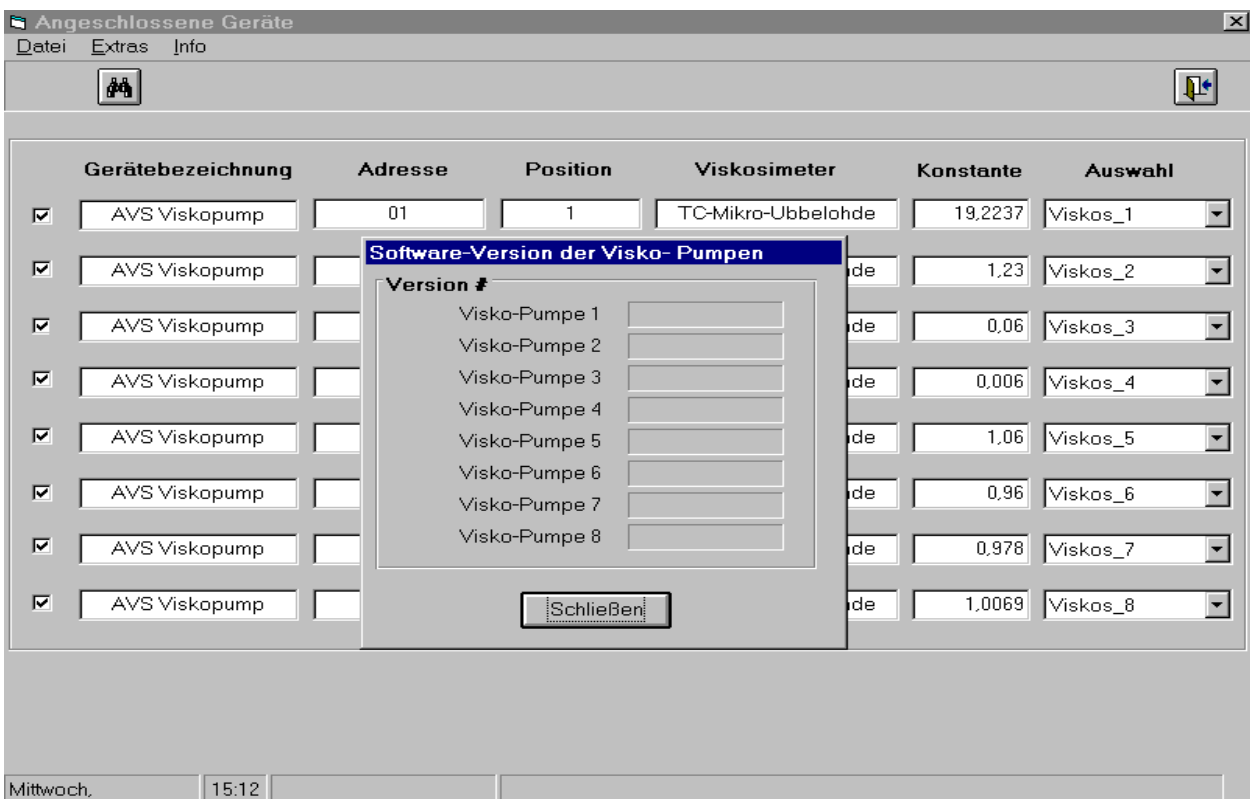 Angeschlossene Geräte
Datei Extras Info
Gerätebezeichnung Adresse Position Viskosimeter Konstante Auswahl
AVS Viskopump 01 1 TC-Mikro-Ubbelohde 19,2237 Viskos_1
Software-Version der Visko- Pumpen
AVS Viskopump 1,23 Viskos_2
Version #
Visko-Pumpe 1
AVS Viskopump 0,06 Viskos_3
Visko-Pumpe 2
Visko-Pumpe 3
AVS Viskopump 0,006 Viskos_4
Visko-Pumpe 4
AVS Viskopump 1,06 Viskos_5
Visko-Pumpe 5
Visko-Pumpe 6
AVS Viskopump 0,96 Viskos_6
Visko-Pumpe 7
Visko-Pumpe 8
AVS Viskopump 0,978 Viskos_7
AVS Viskopump 1,0069 Viskos_8
Schließen
Mittwoch, 15:12